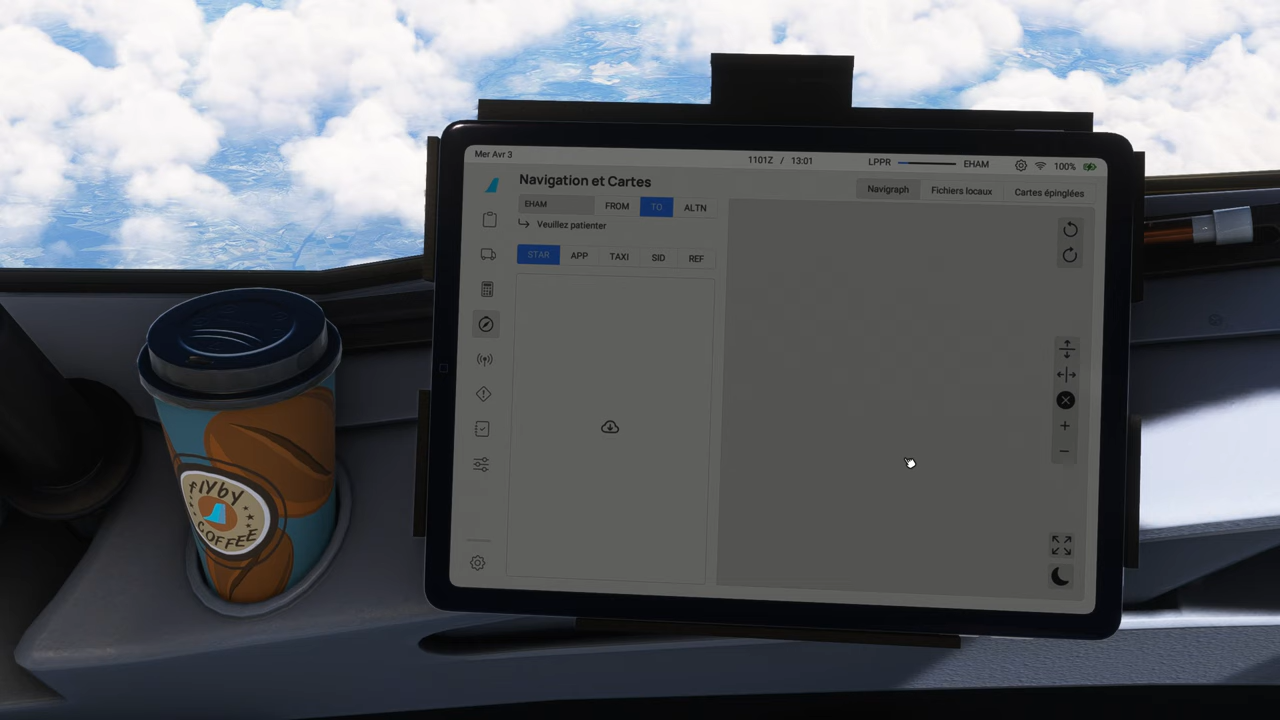 Mer Avr 3
1101Z / 13:01
LPPR EHAM
100%
Navigation et Cartes
Navigraph Fichiers locaux Cartes épinglées
EHAM FROM TO ALTN
Veuillez patienter
STAR APP TAXI SID REF
flyby
COFFEE